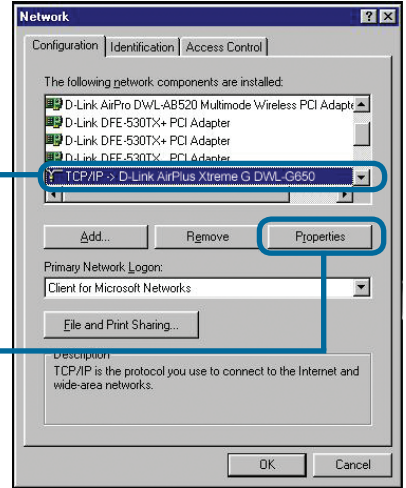 Network
Configuration
Identification
Access Control
The following network components are installed:
D-Link AirPro DWL-AB520 Multimode Wireless PCI Adapte
D-Link DFE-530TX+ PCI Adapter
D-Link DFE-530TX+ PCI Adapter
D-Link DFE-530TX+ PCI Adapter
TCP/IP -> D-Link AirPlus Xtreme G DWL-G650
Add...
Remove
Properties
Primary Network Logon:
Client for Microsoft Networks
File and Print Sharing...
Description
TCP/IP is the protocol you use to connect to the Internet and
wide-area networks.
OK
Cancel